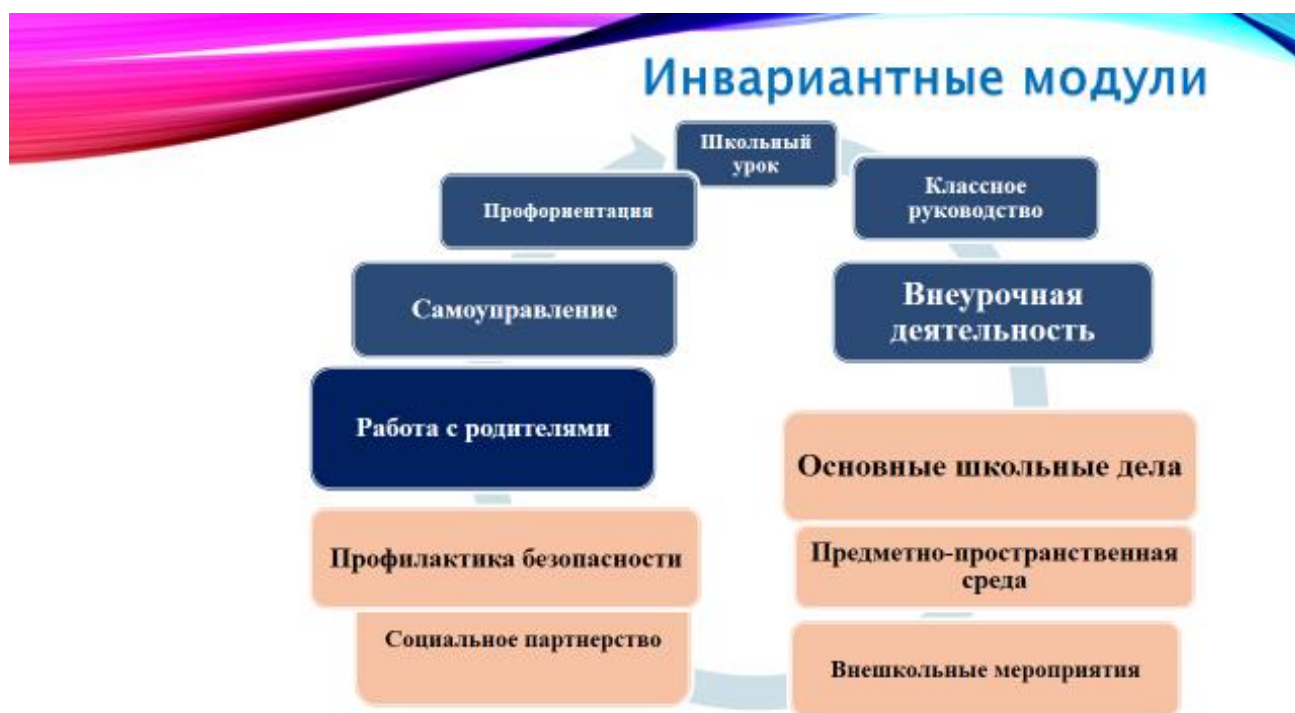 Инвариантные модули
Школьный
урок
Классное
руководство
Внеурочная
деятельность
Основные школьные дела
Предметно-пространственная
среда
Внешкольные мероприятия
Социальное партнерство
Профилактика безопасности
Работа с родителями
Самоуправление
Профориентация